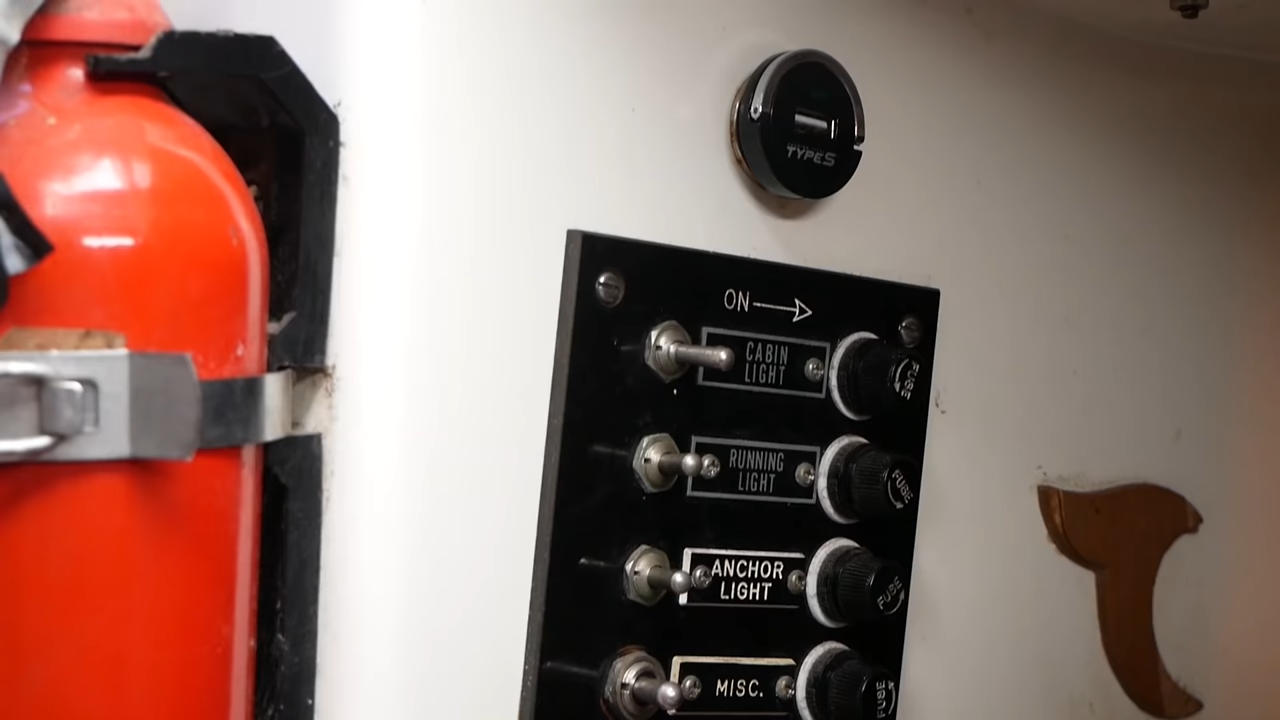 TYPES
ON
CABIN
LIGHT
FUSE
RUNNING
LIGHT
FUSE
ANCHOR
LIGHT
FUSE
MISC.
FUSE